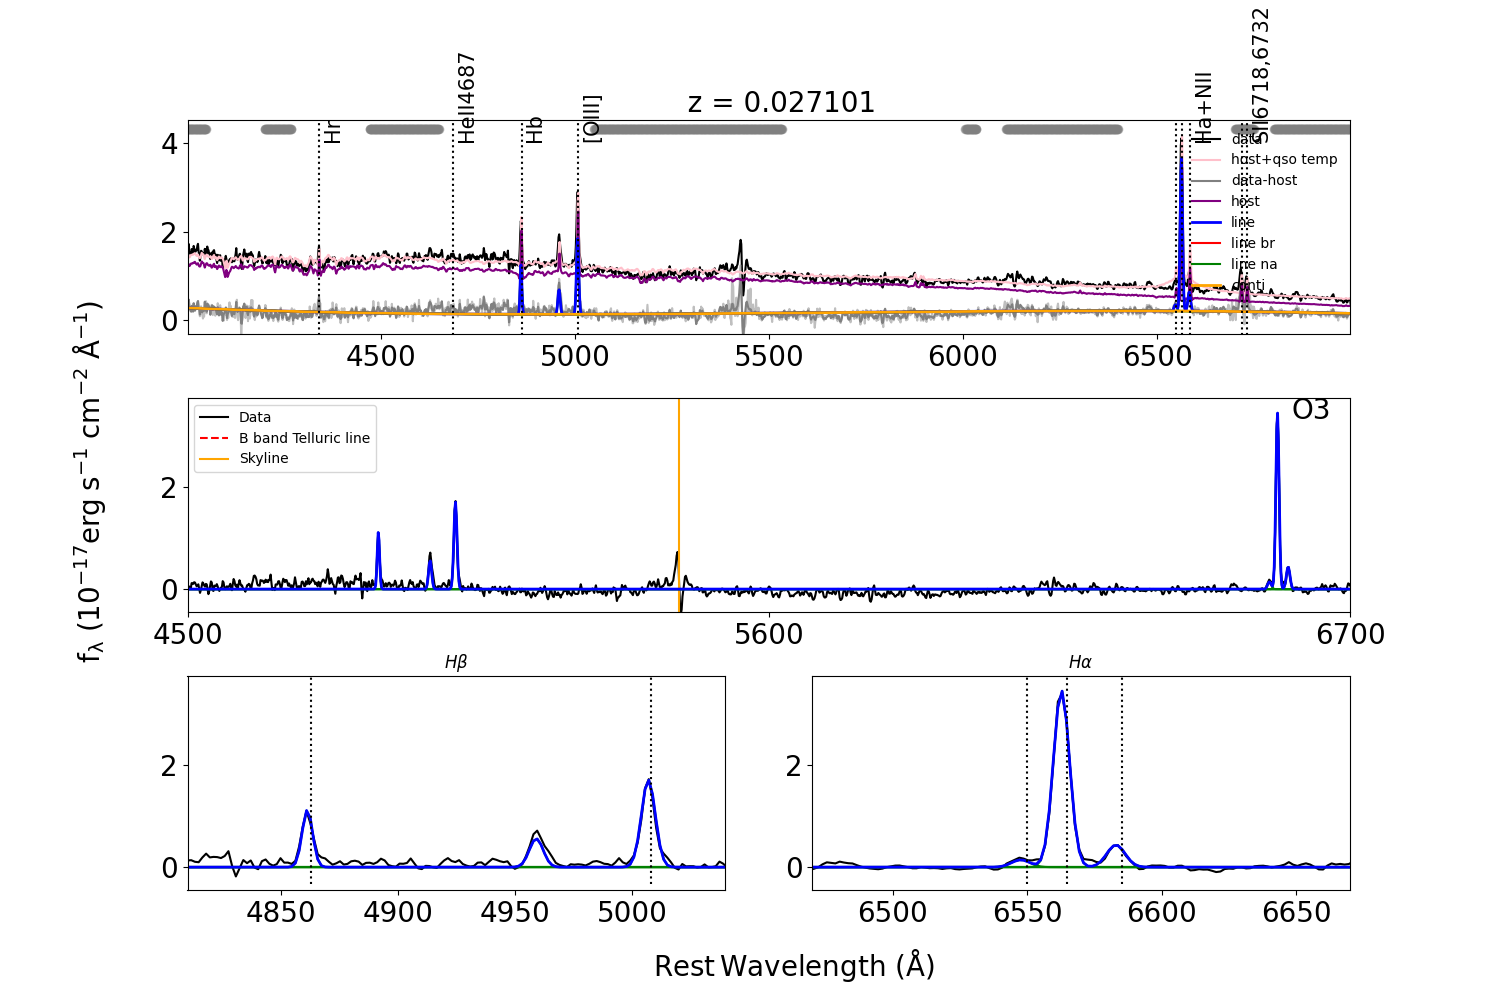 z = 0.027101
Hr
HeII4687
Hb
[OIII]
Ha+NII
SII6718,6732
data
host+qso temp
data-host
host
line
line br
line na
conti
4
2
0
4500
5000
5500
6000
6500
f_λ (10^{-17}erg s^{-1} cm^{-2} Å^{-1})
Data
B band Telluric line
Skyline
O3
2
0
4500
5600
6700
Hβ
2
0
4850
4900
4950
5000
Hα
2
0
6500
6550
6600
6650
Rest Wavelength (Å)